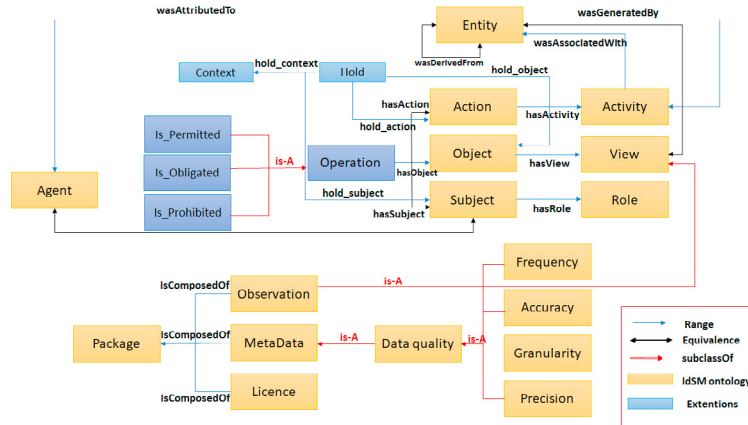 wasAttributedTo
Entity
wasGeneratedBy
wasAssociatedWith
wasDerivedFrom
hold_context
hold_object
Context
Hold
hasAction
Action
hasActivity
Activity
hold_action
Is_Permitted
is-A
Operation
hasObject
Object
hasView
View
Is_Obligated
Agent
hold_subject
hasSubject
Subject
hasRole
Role
Is_Prohibited
Frequency
IsComposedOf
Observation
is-A
Accuracy
Package
IsComposedOf
MetaData
is-A
Data quality
is-A
Granularity
IsComposedOf
Licence
Precision
Range
Equivalence
subclassOf
IdSM ontology
Extentions